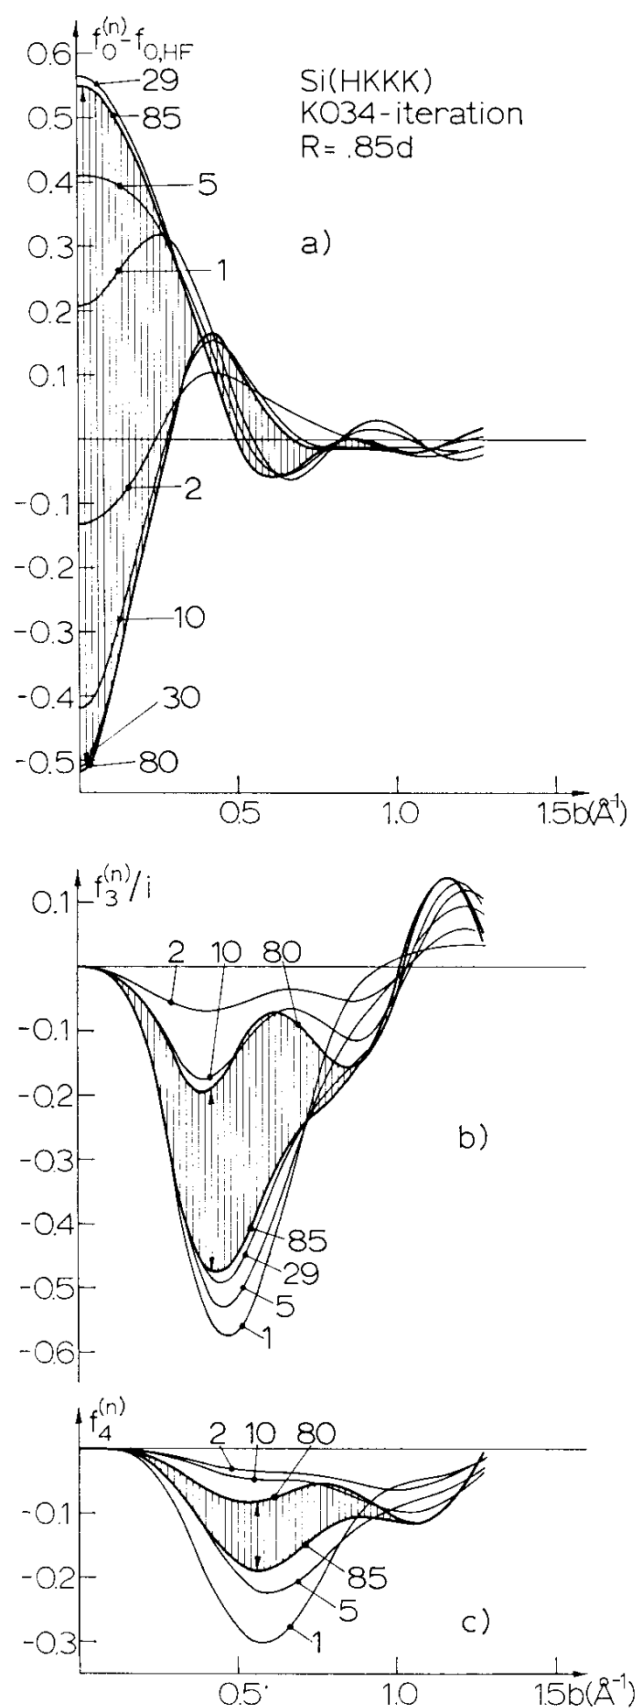 f₀⁽ⁿ⁾-f₀,HF
0.6
29
Si(HKKK)
85
K034-iteration
0.5
R= .85d
5
0.4
a)
0.3
1
0.2
0.1
2
-0.1
-0.2
10
-0.3
-0.4
30
-0.5
80
0.5 1.0 1.5b(Å⁻¹)
f₃⁽ⁿ⁾/i
0.1
2 10 80
-0.1
-0.2
b)
-0.3
-0.4
85
29
-0.5
5
1
-0.6
f₄⁽ⁿ⁾
2 10 80
-0.1
85
-0.2
5
c)
1
-0.3
0.5 1.0 1.5b(Å⁻¹)